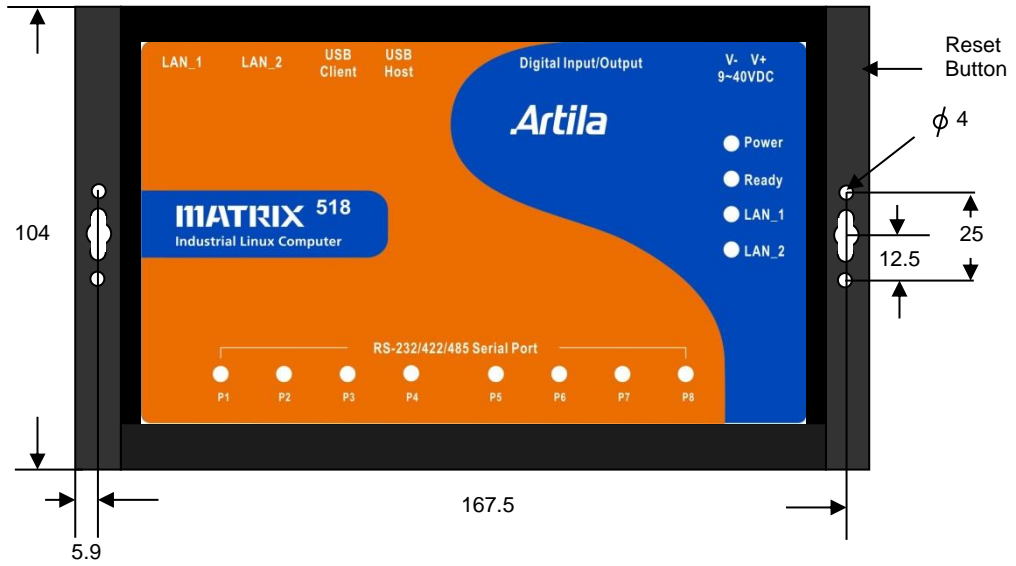 LAN_1 LAN_2 USB Client USB Host Digital Input/Output V- V+ 9~40VDC
Reset Button
Artila
ϕ 4
Power
Ready
LAN_1
LAN_2
MATRIX 518
Industrial Linux Computer
104
25
12.5
RS-232/422/485 Serial Port
P1 P2 P3 P4 P5 P6 P7 P8
167.5
5.9